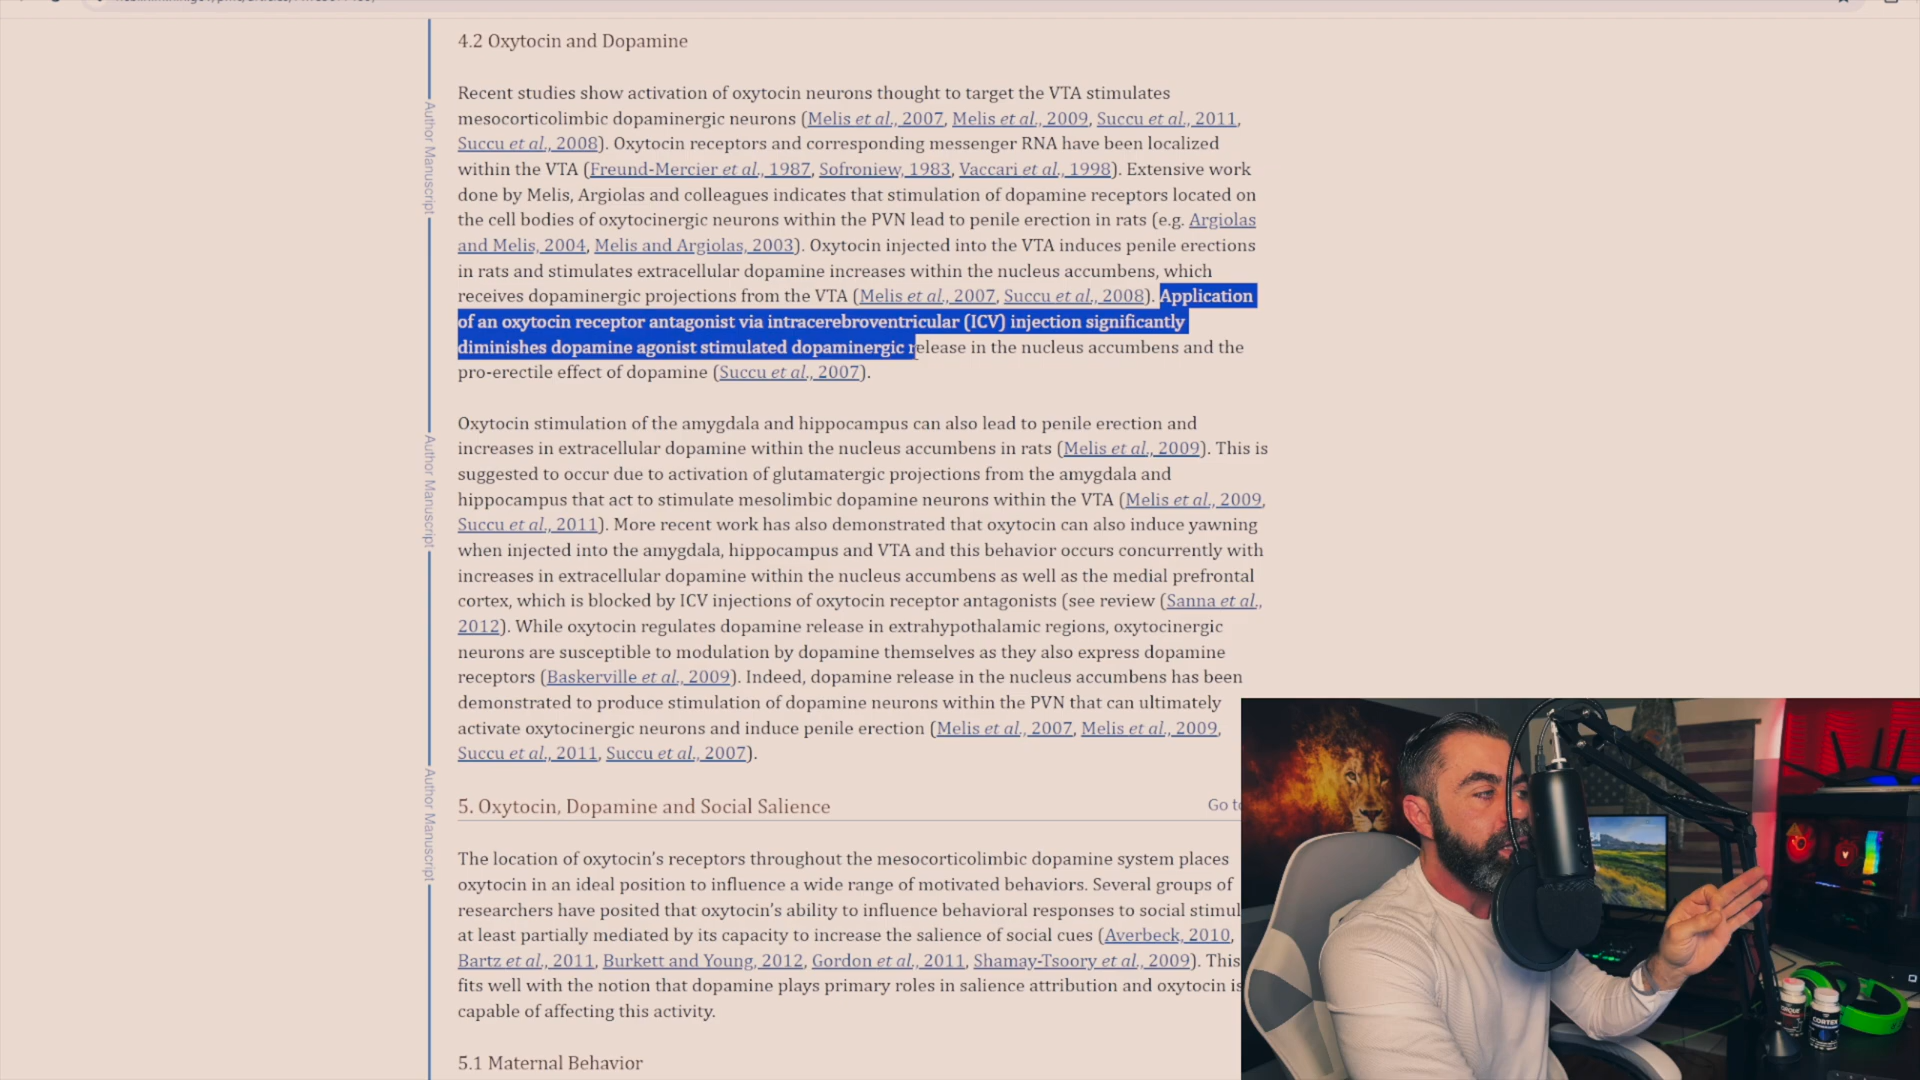 4.2 Oxytocin and Dopamine
Recent studies show activation of oxytocin neurons thought to target the VTA stimulates
mesocorticolimbic dopaminergic neurons (Melis et al., 2007, Melis et al., 2009, Succu et al., 2011,
Succu et al., 2008). Oxytocin receptors and corresponding messenger RNA have been localized
within the VTA (Freund-Mercier et al., 1987, Sofroniew, 1983, Vaccari et al., 1998). Extensive work
done by Melis, Argiolas and colleagues indicates that stimulation of dopamine receptors located on
the cell bodies of oxytocinergic neurons within the PVN lead to penile erection in rats (e.g. Argiolas
and Melis, 2004, Melis and Argiolas, 2003). Oxytocin injected into the VTA induces penile erections
in rats and stimulates extracellular dopamine increases within the nucleus accumbens, which
receives dopaminergic projections from the VTA (Melis et al., 2007, Succu et al., 2008). Application
of an oxytocin receptor antagonist via intracerebroventricular (ICV) injection significantly
diminishes dopamine agonist stimulated dopaminergic release in the nucleus accumbens and the
pro-erectile effect of dopamine (Succu et al., 2007).
Oxytocin stimulation of the amygdala and hippocampus can also lead to penile erection and
increases in extracellular dopamine within the nucleus accumbens in rats (Melis et al., 2009). This is
suggested to occur due to activation of glutamatergic projections from the amygdala and
hippocampus that act to stimulate mesolimbic dopamine neurons within the VTA (Melis et al., 2009,
Succu et al., 2011). More recent work has also demonstrated that oxytocin can also induce yawning
when injected into the amygdala, hippocampus and VTA and this behavior occurs concurrently with
increases in extracellular dopamine within the nucleus accumbens as well as the medial prefrontal
cortex, which is blocked by ICV injections of oxytocin receptor antagonists (see review (Sanna et al.,
2012). While oxytocin regulates dopamine release in extrahypothalamic regions, oxytocinergic
neurons are susceptible to modulation by dopamine themselves as they also express dopamine
receptors (Baskerville et al., 2009). Indeed, dopamine release in the nucleus accumbens has been
demonstrated to produce stimulation of dopamine neurons within the PVN that can ultimately
activate oxytocinergic neurons and induce penile erection (Melis et al., 2007, Melis et al., 2009,
Succu et al., 2011, Succu et al., 2007).
5. Oxytocin, Dopamine and Social Salience
Go to
The location of oxytocin's receptors throughout the mesocorticolimbic dopamine system places
oxytocin in an ideal position to influence a wide range of motivated behaviors. Several groups of
researchers have posited that oxytocin's ability to influence behavioral responses to social stimul
at least partially mediated by its capacity to increase the salience of social cues (Averbeck, 2010,
Bartz et al., 2011, Burkett and Young, 2012, Gordon et al., 2011, Shamay-Tsoory et al., 2009). This
fits well with the notion that dopamine plays primary roles in salience attribution and oxytocin is
capable of affecting this activity.
5.1 Maternal Behavior
Author Manuscript
Author Manuscript
Author Manuscript
CORTEX